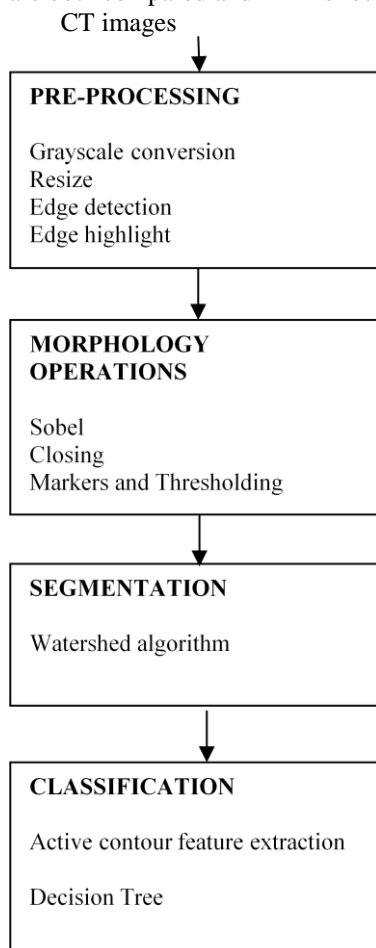 CT images
PRE-PROCESSING
Grayscale conversion
Resize
Edge detection
Edge highlight
MORPHOLOGY
OPERATIONS
Sobel
Closing
Markers and Thresholding
SEGMENTATION
Watershed algorithm
CLASSIFICATION
Active contour feature extraction
Decision Tree